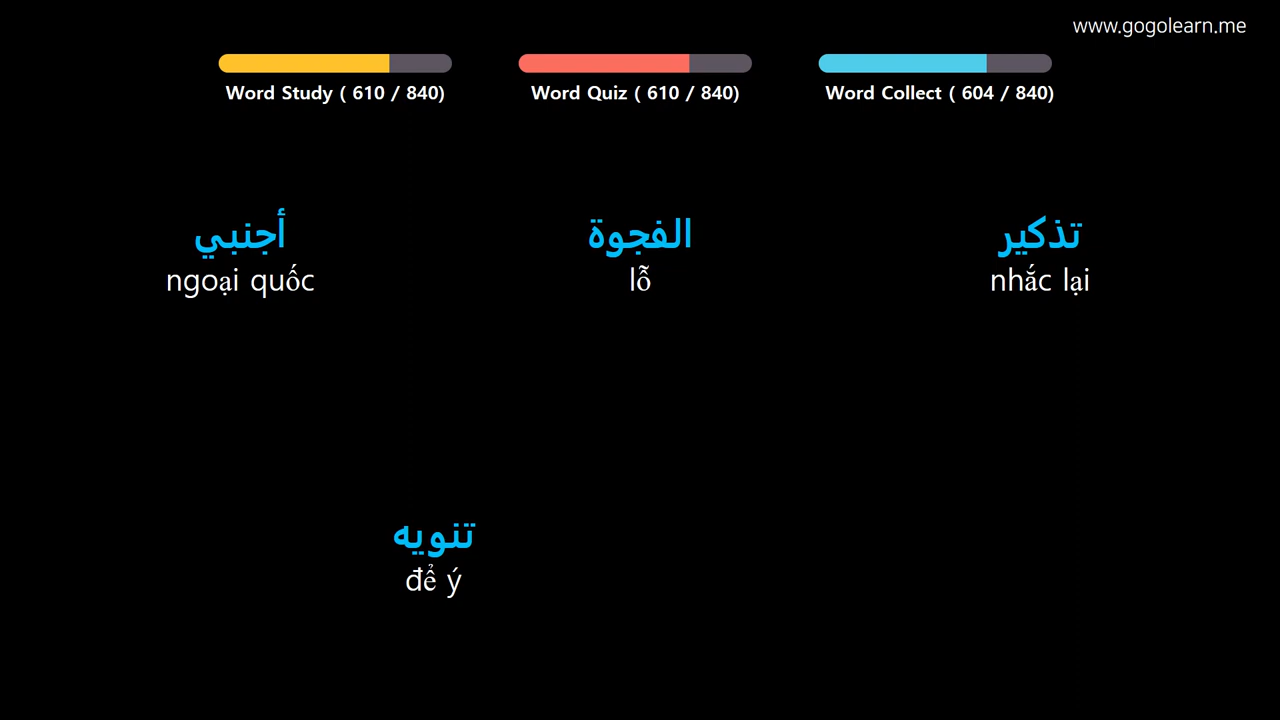 www.gogolearn.me
Word Study ( 610 / 840)
Word Quiz ( 610 / 840)
Word Collect ( 604 / 840)
أجنبي
ngoại quốc
الفجوة
lỗ
تذكير
nhắc lại
تنويه
để ý